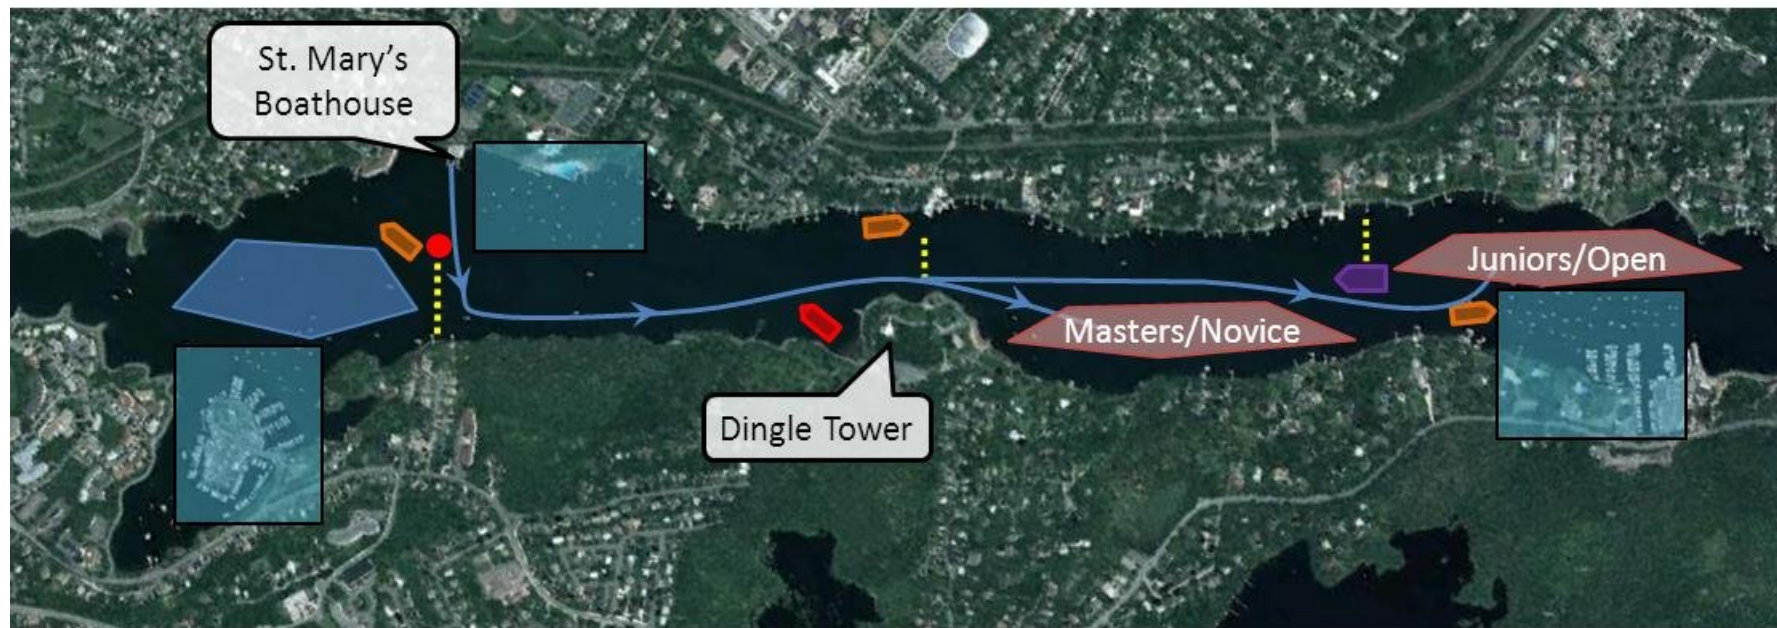 St. Mary's
Boathouse
Juniors/Open
Masters/Novice
Dingle Tower